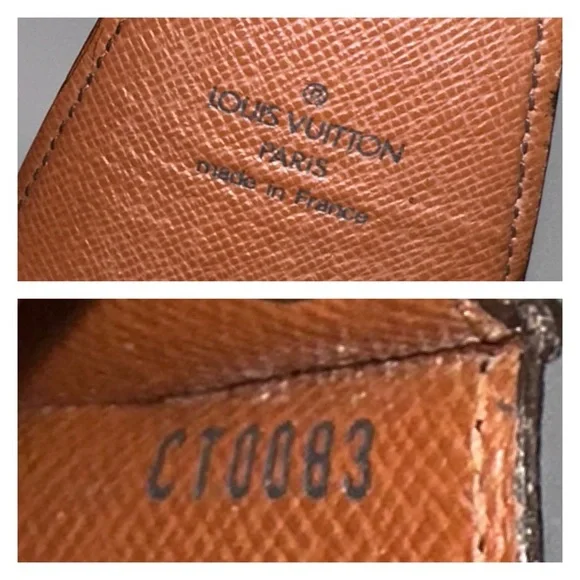 ®
LOUIS VUITTON
PARIS
made in France
CT0083